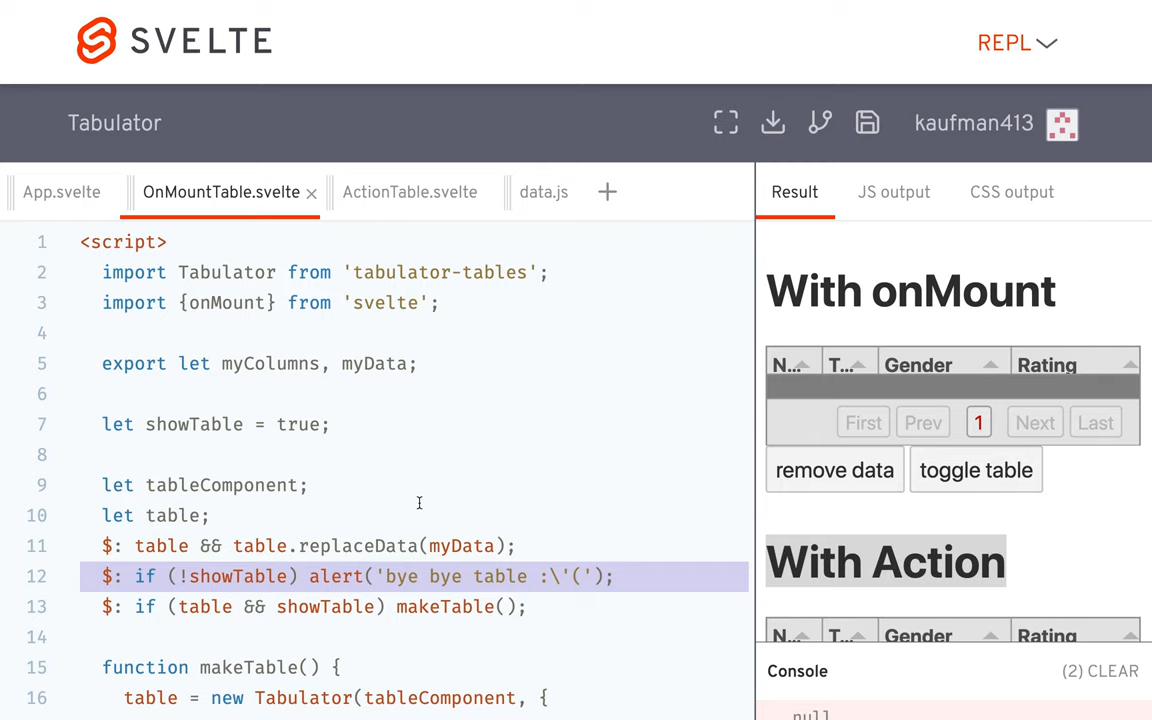 SVELTE
REPL
Tabulator
kaufman413
App.svelte
OnMountTable.svelte
ActionTable.svelte
data.js
+
Result
JS output
CSS output
1 <script>
2 import Tabulator from 'tabulator-tables';
3 import {onMount} from 'svelte';
4
5 export let myColumns, myData;
6
7 let showTable = true;
8
9 let tableComponent;
10 let table;
11 $: table && table.replaceData(myData);
12 $: if (!showTable) alert('bye bye table :\'(');
13 $: if (table && showTable) makeTable();
14
15 function makeTable() {
16 table = new Tabulator(tableComponent, {
With onMount
N... T... Gender Rating
First Prev 1 Next Last
remove data toggle table
With Action
N... T... Gender Rating
Console (2) CLEAR
null